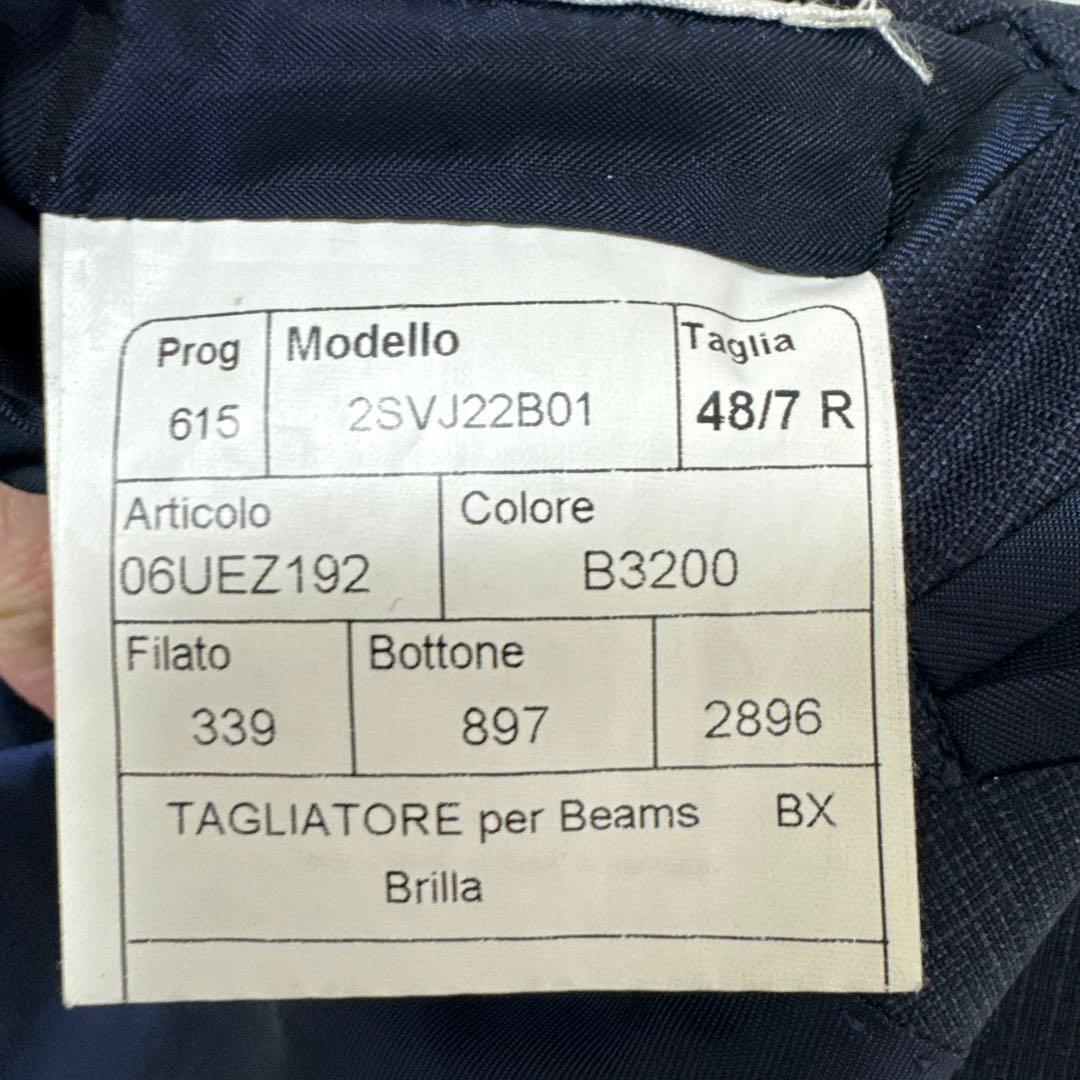 Prog Modello Taglia
615 2SVJ22B01 48/7 R
Articolo Colore
06UEZ192 B3200
Filato Bottone
339 897 2896
TAGLIATORE per Beams BX
Brilla